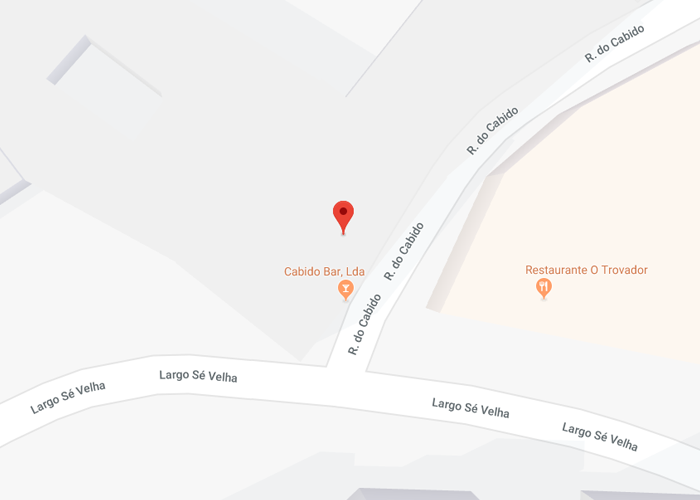 R. do Cabido
R. do Cabido
R. do Cabido
Cabido Bar, Lda
Restaurante O Trovador
R. do Cabido
Largo Sé Velha
Largo Sé Velha
Largo Sé Velha
Largo Sé Velha